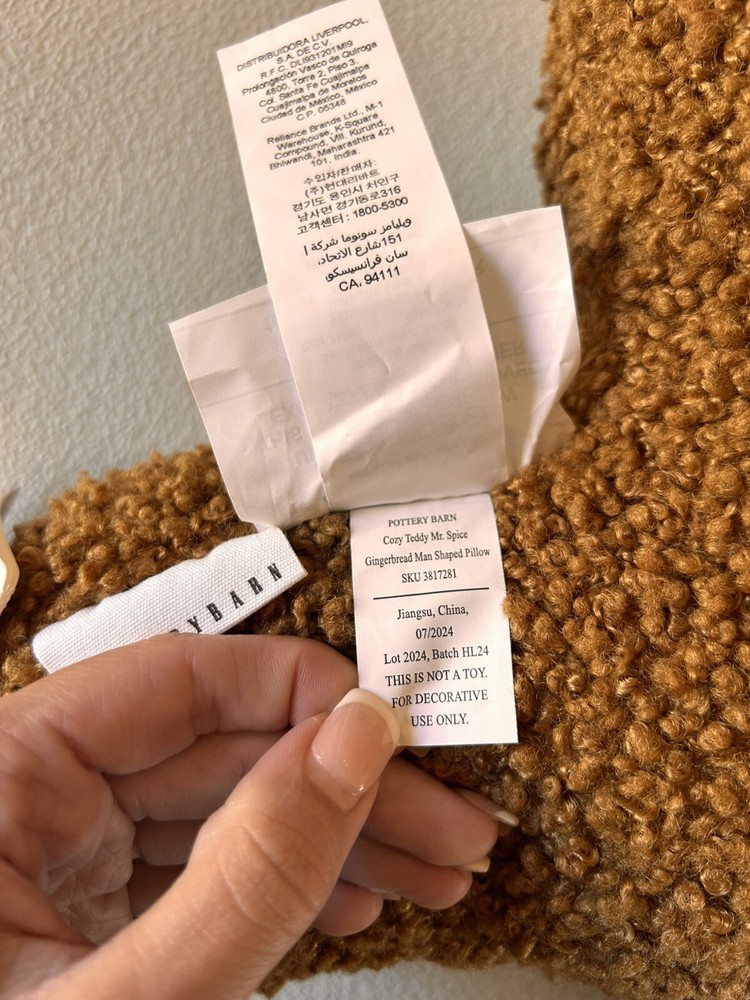 DISTRIBUIDORA LIVERPOOL,
S.A. DE C.V.
R.F.C. DLI931201MI9
Prolongación Vasco de Quiroga
4800, Torre 2, Piso 3,
Col. Santa Fe Cuajimalpa
Cuajimalpa de Morelos
Ciudad de México, México
C.P. 05348
Reliance Brands Ltd., M-1
Warehouse, K-Square
Compound, Vill. Kurund,
Bhiwandi, Maharashtra 421
101, India.
수입자/판매자:
(주)현대리바트
경기도 용인시 처인구
남사면 경기동로316
고객센터 : 1800-5300
ويليامز سونوما شركة |
151شارع الاتحاد،
سان فرانسيسكو,
CA، 94111
POTTERY BARN
Cozy Teddy Mr. Spice
Gingerbread Man Shaped Pillow
SKU 3817281
Jiangsu, China,
07/2024
Lot 2024, Batch HL24
THIS IS NOT A TOY.
FOR DECORATIVE
USE ONLY.
YBARN